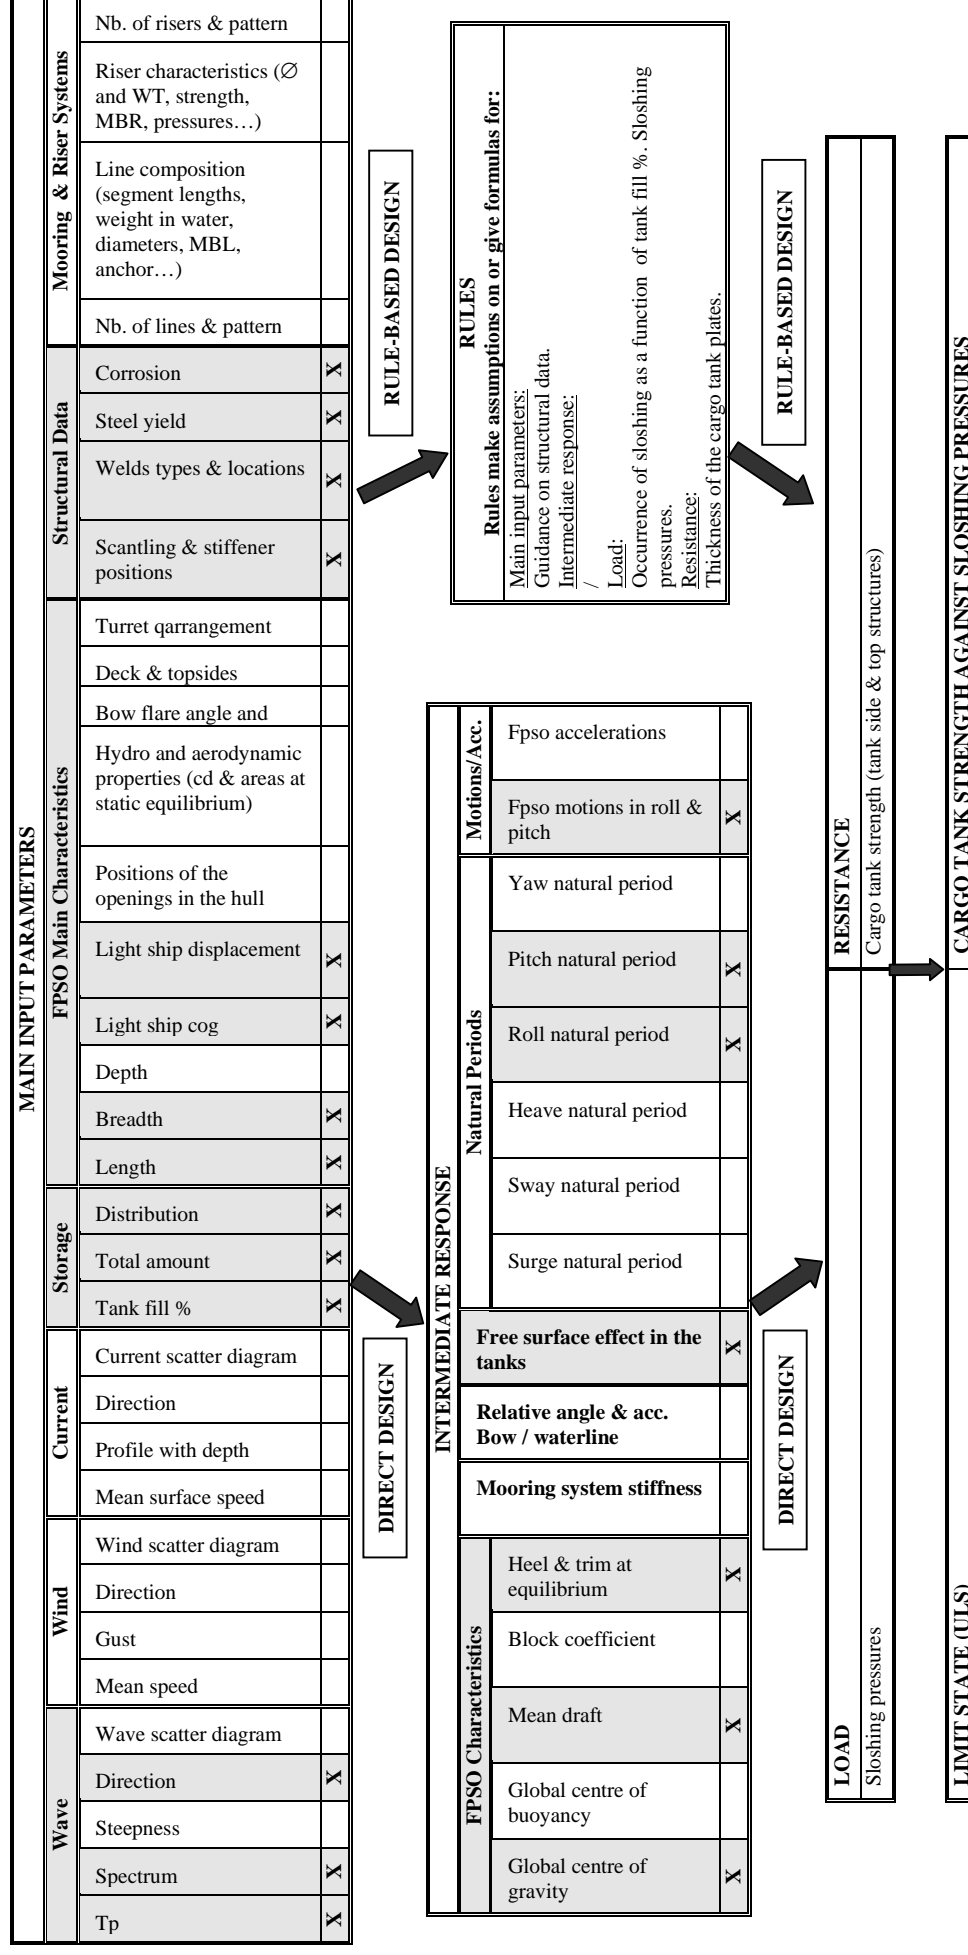 MAIN INPUT PARAMETERS
Mooring & Riser Systems
Nb. of risers & pattern
Riser characteristics (∅
and WT, strength,
MBR, pressures…)
Line composition
(segment lengths,
weight in water,
diameters, MBL,
anchor…)
Nb. of lines & pattern
Structural Data
Corrosion
X
Steel yield
X
Welds types & locations
X
Scantling & stiffener
positions
X
FPSO Main Characteristics
Turret qarrangement
Deck & topsides
Bow flare angle and
Hydro and aerodynamic
properties (cd & areas at
static equilibrium)
Positions of the
openings in the hull
Light ship displacement
X
Light ship cog
X
Depth
Breadth
X
Length
X
Storage
Distribution
X
Total amount
X
Tank fill %
X
Current
Current scatter diagram
Direction
Profile with depth
Mean surface speed
Wind
Wind scatter diagram
Direction
Gust
Mean speed
Wave
Wave scatter diagram
Direction
X
Steepness
Spectrum
X
Tp
X
RULE-BASED DESIGN
DIRECT DESIGN
RULES
Rules make assumptions on or give formulas for:
Main input parameters:
Guidance on structural data.
Intermediate response:
/
Load:
Occurrence of sloshing as a function of tank fill %. Sloshing
pressures.
Resistance:
Thickness of the cargo tank plates.
INTERMEDIATE RESPONSE
Motions/Acc.
Fpso accelerations
Fpso motions in roll &
pitch
X
Natural Periods
Yaw natural period
Pitch natural period
X
Roll natural period
X
Heave natural period
Sway natural period
Surge natural period
Free surface effect in the
tanks
X
Relative angle & acc.
Bow / waterline
Mooring system stiffness
FPSO Characteristics
Heel & trim at
equilibrium
X
Block coefficient
Mean draft
X
Global centre of
buoyancy
Global centre of
gravity
X
RULE-BASED DESIGN
DIRECT DESIGN
LOAD
Sloshing pressures
RESISTANCE
Cargo tank strength (tank side & top structures)
LIMIT STATE (ULS)
CARGO TANK STRENGTH AGAINST SLOSHING PRESSURES